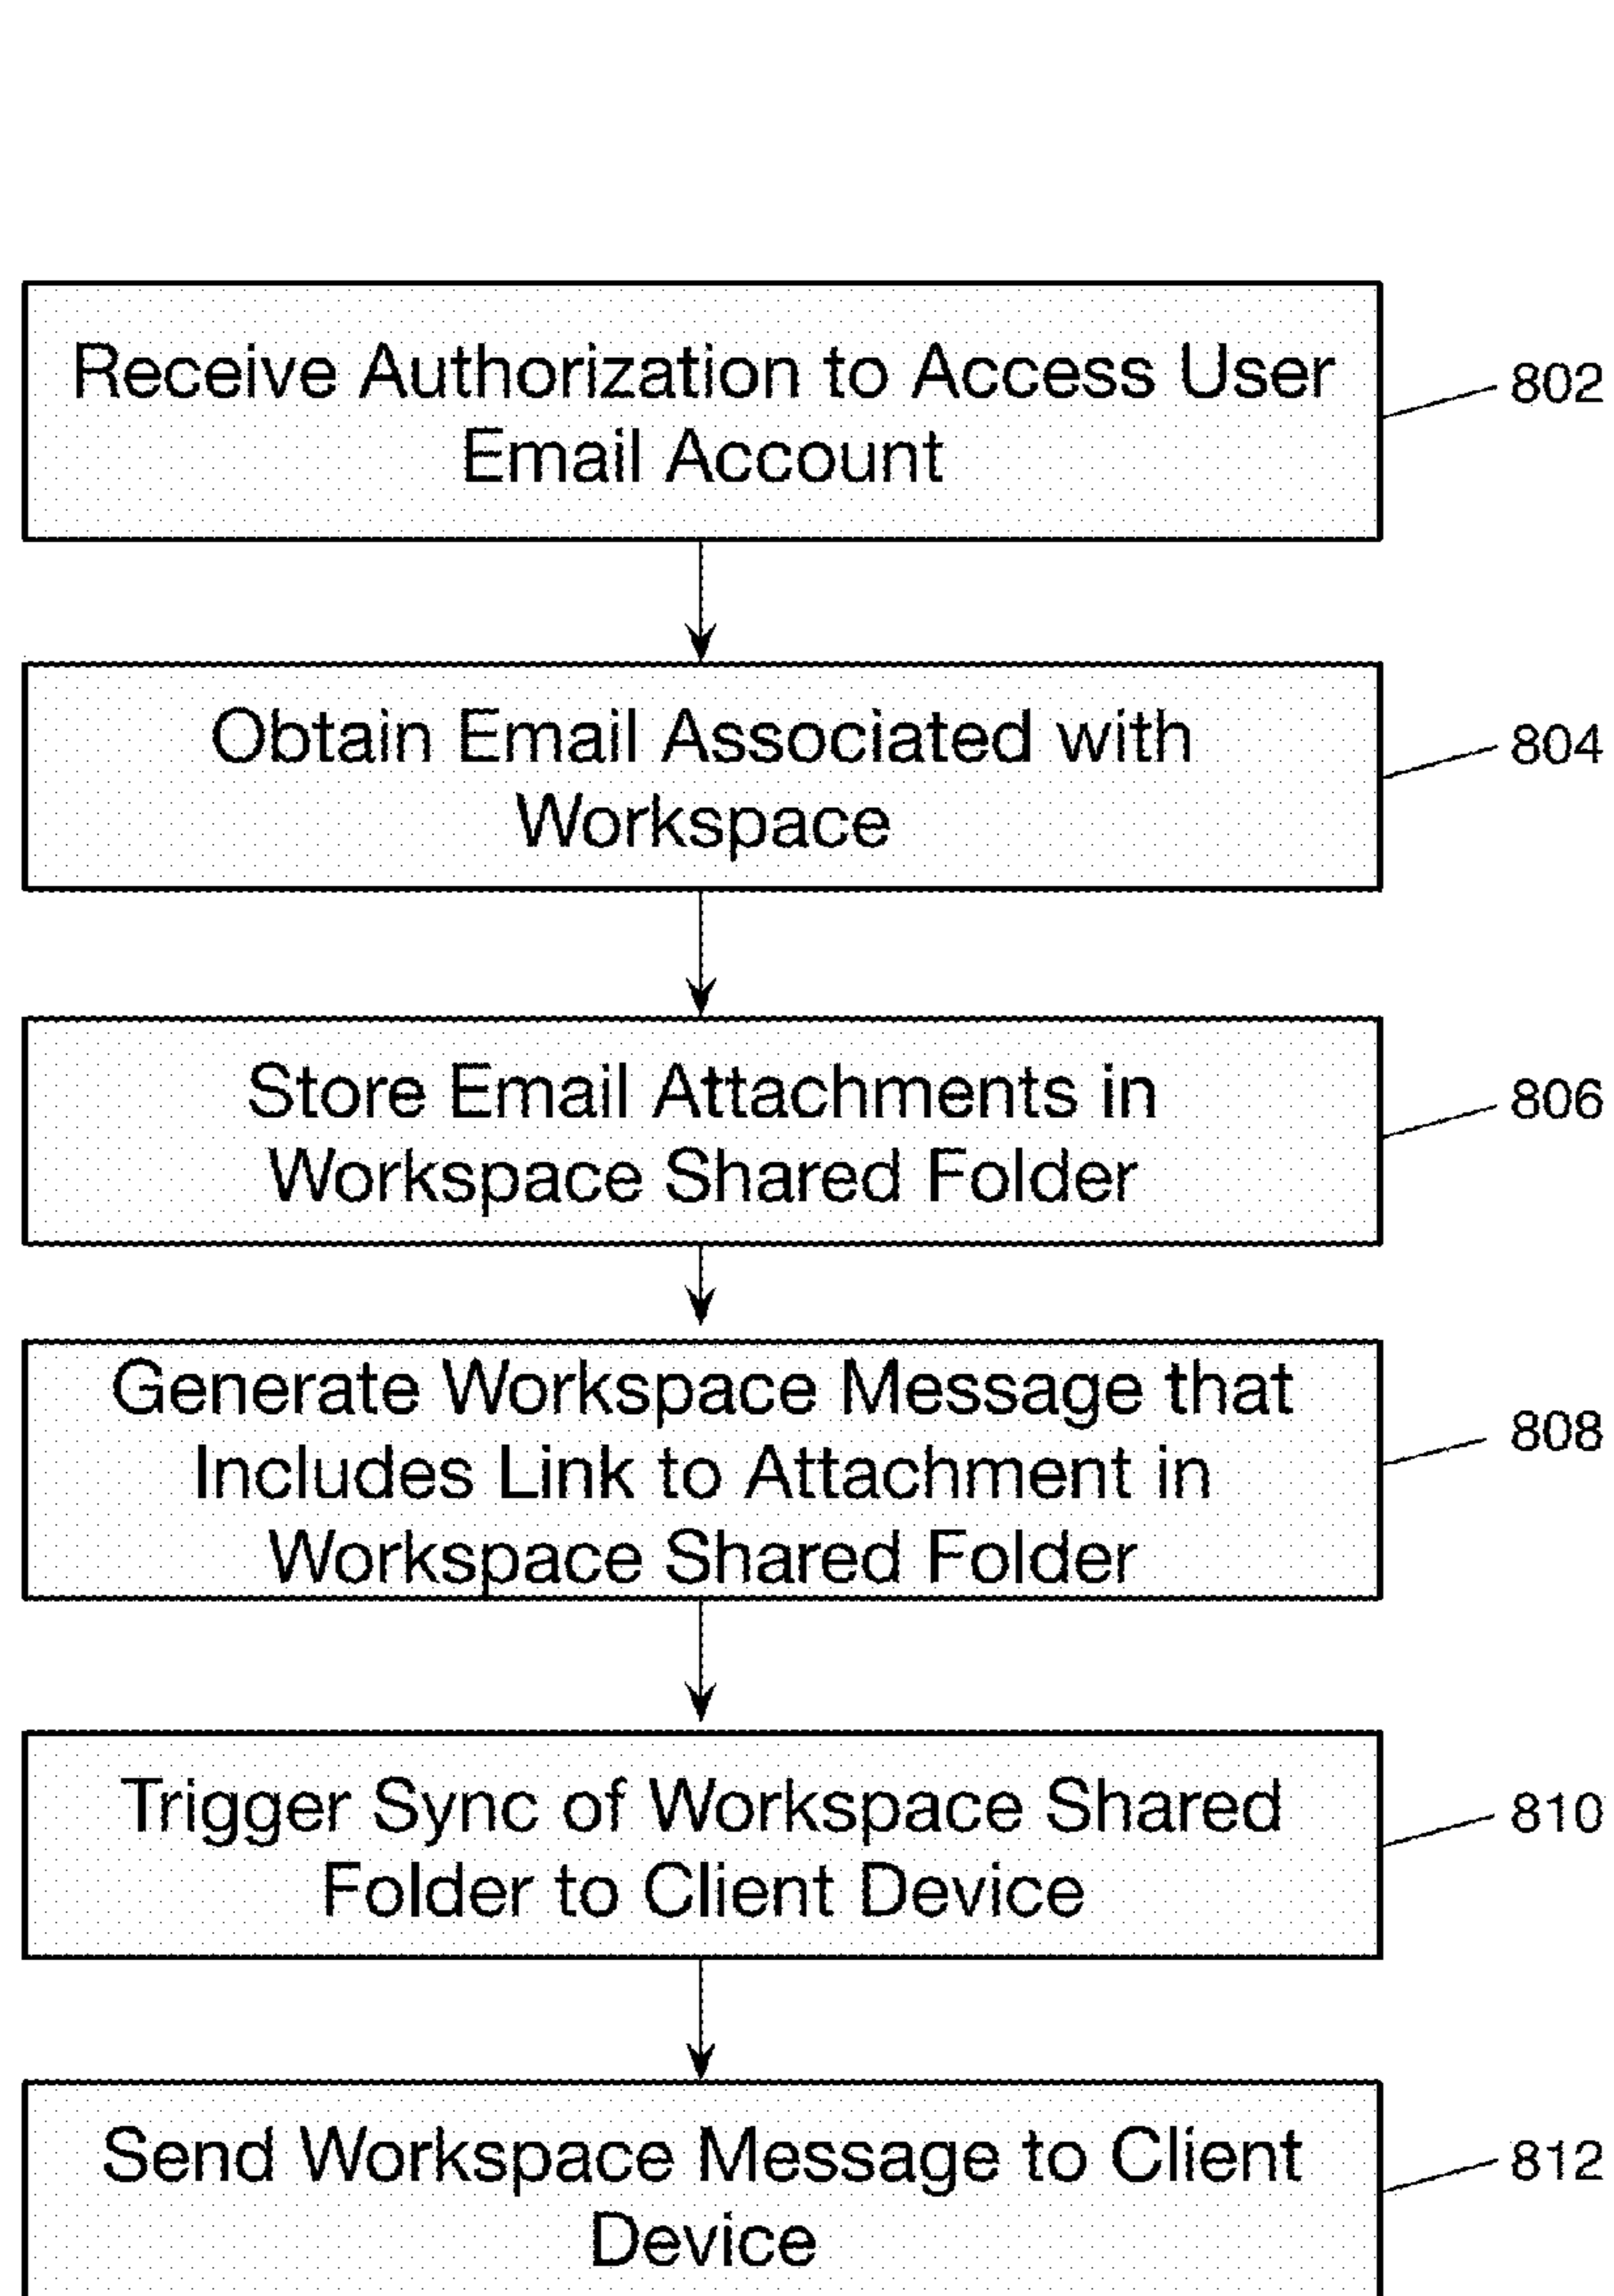 Receive Authorization to Access User
Email Account
802
Obtain Email Associated with
Workspace
804
Store Email Attachments in
Workspace Shared Folder
806
Generate Workspace Message that
Includes Link to Attachment in
Workspace Shared Folder
808
Trigger Sync of Workspace Shared
Folder to Client Device
810
Send Workspace Message to Client
Device
812